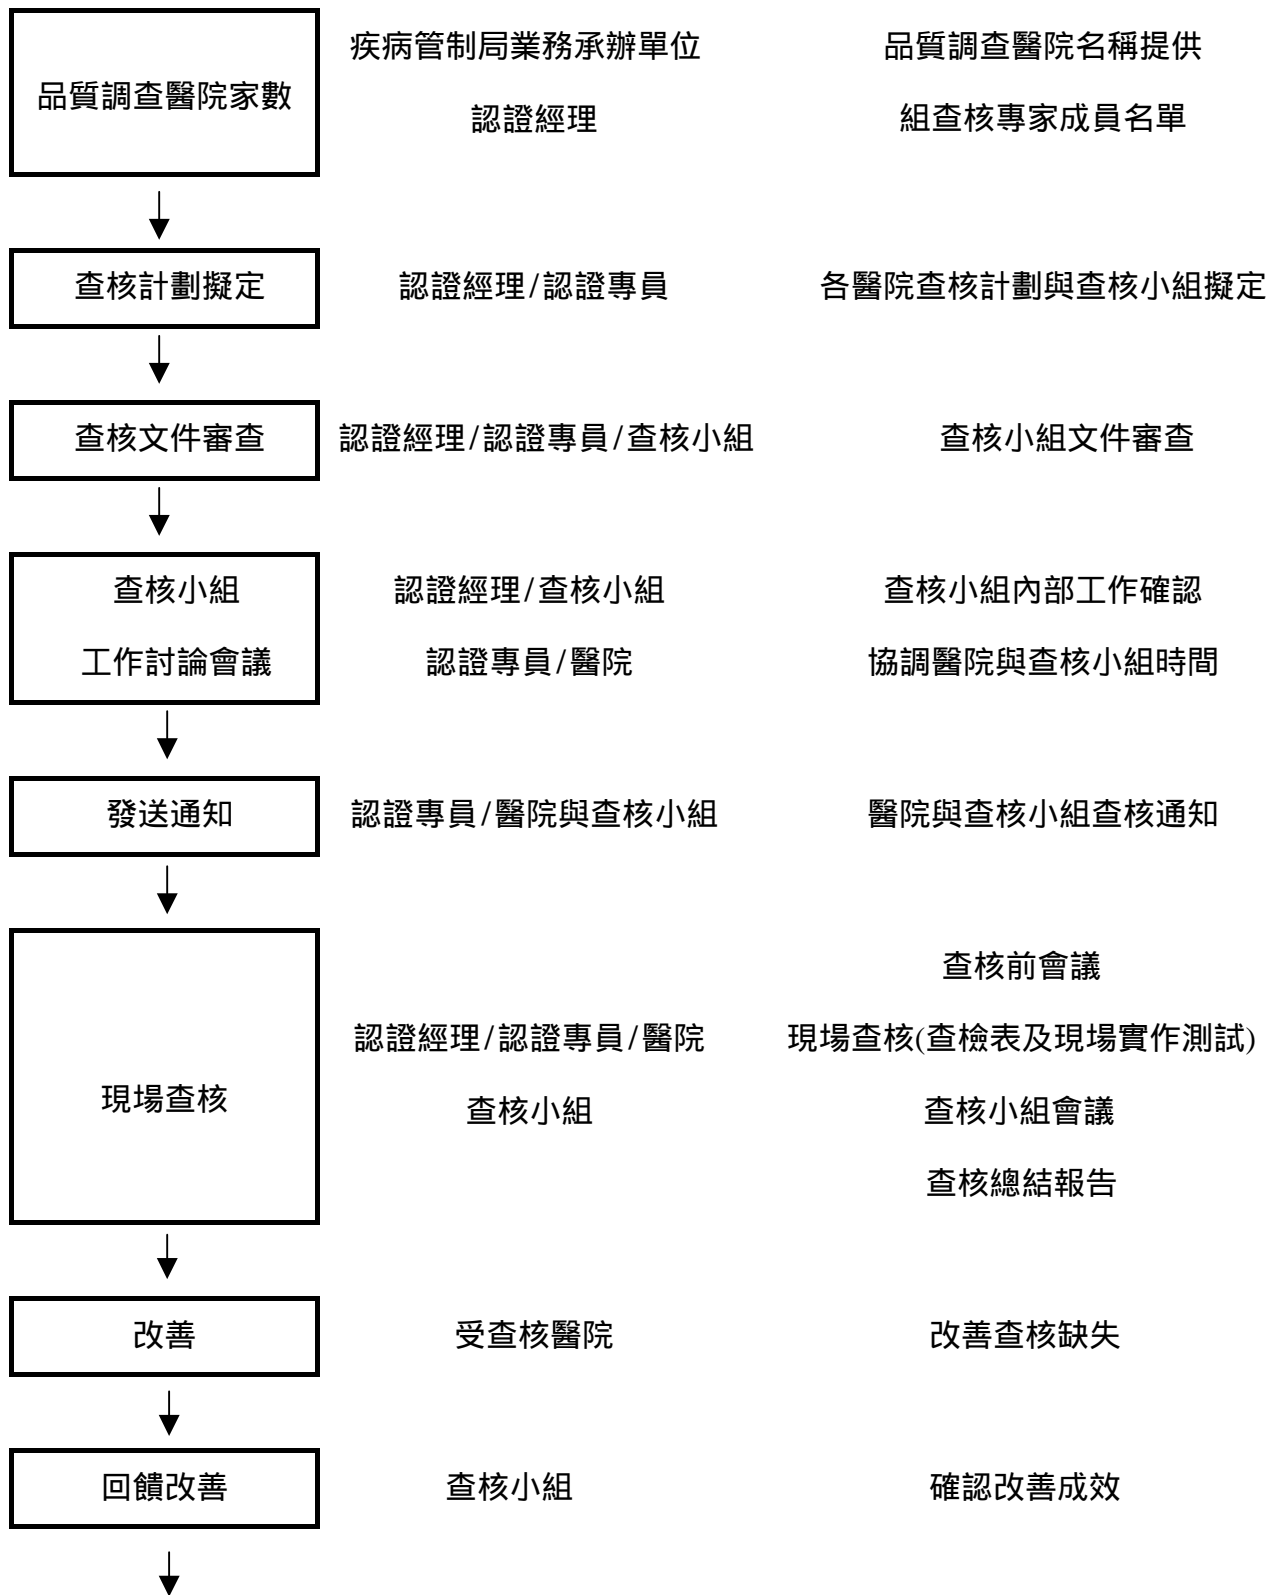 疾病管制局業務承辦單位 品質調查醫院名稱提供
品質調查醫院家數
認證經理 組查核專家成員名單
查核計劃擬定 認證經理/認證專員 各醫院查核計劃與查核小組擬定
查核文件審查 認證經理/認證專員/查核小組 查核小組文件審查
查核小組 認證經理/查核小組 查核小組內部工作確認
工作討論會議 認證專員/醫院 協調醫院與查核小組時間
發送通知 認證專員/醫院與查核小組 醫院與查核小組查核通知
查核前會議
認證經理/認證專員/醫院 現場查核(查檢表及現場實作測試)
現場查核
查核小組 查核小組會議
查核總結報告
改善 受查核醫院 改善查核缺失
回饋改善 查核小組 確認改善成效